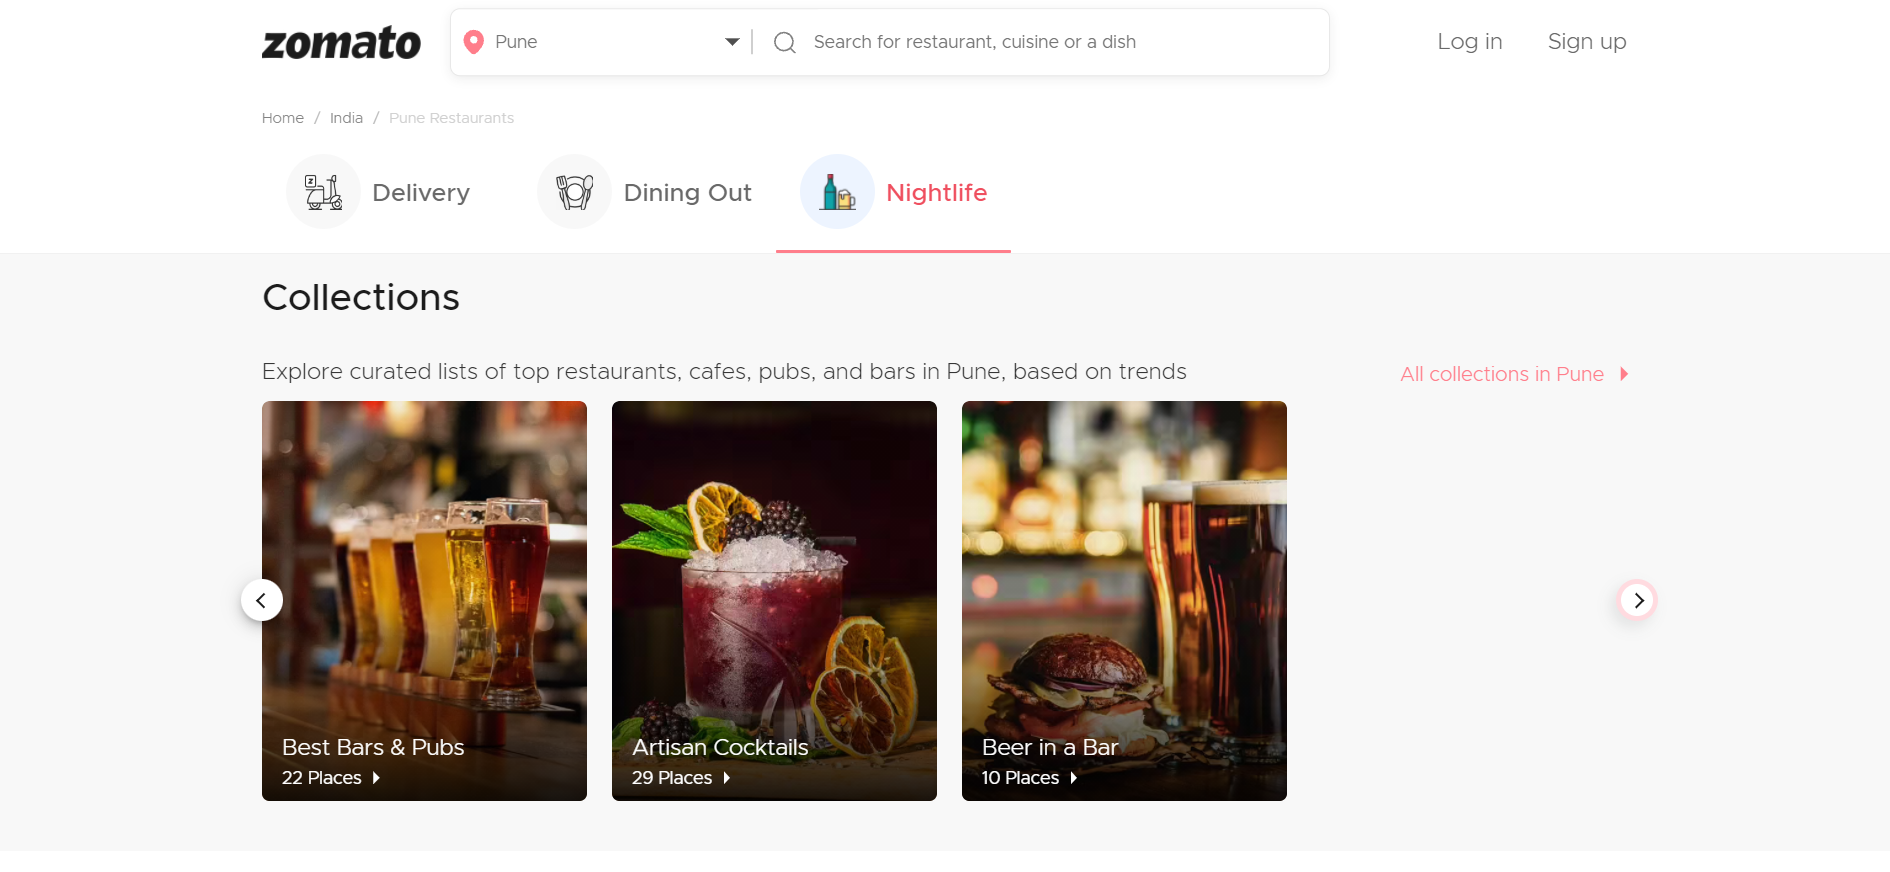 zomato
Pune
Search for restaurant, cuisine or a dish
Log in
Sign up
Home / India / Pune Restaurants
Delivery
Dining Out
Nightlife
Collections
Explore curated lists of top restaurants, cafes, pubs, and bars in Pune, based on trends
All collections in Pune
Best Bars & Pubs
22 Places
Artisan Cocktails
29 Places
Beer in a Bar
10 Places